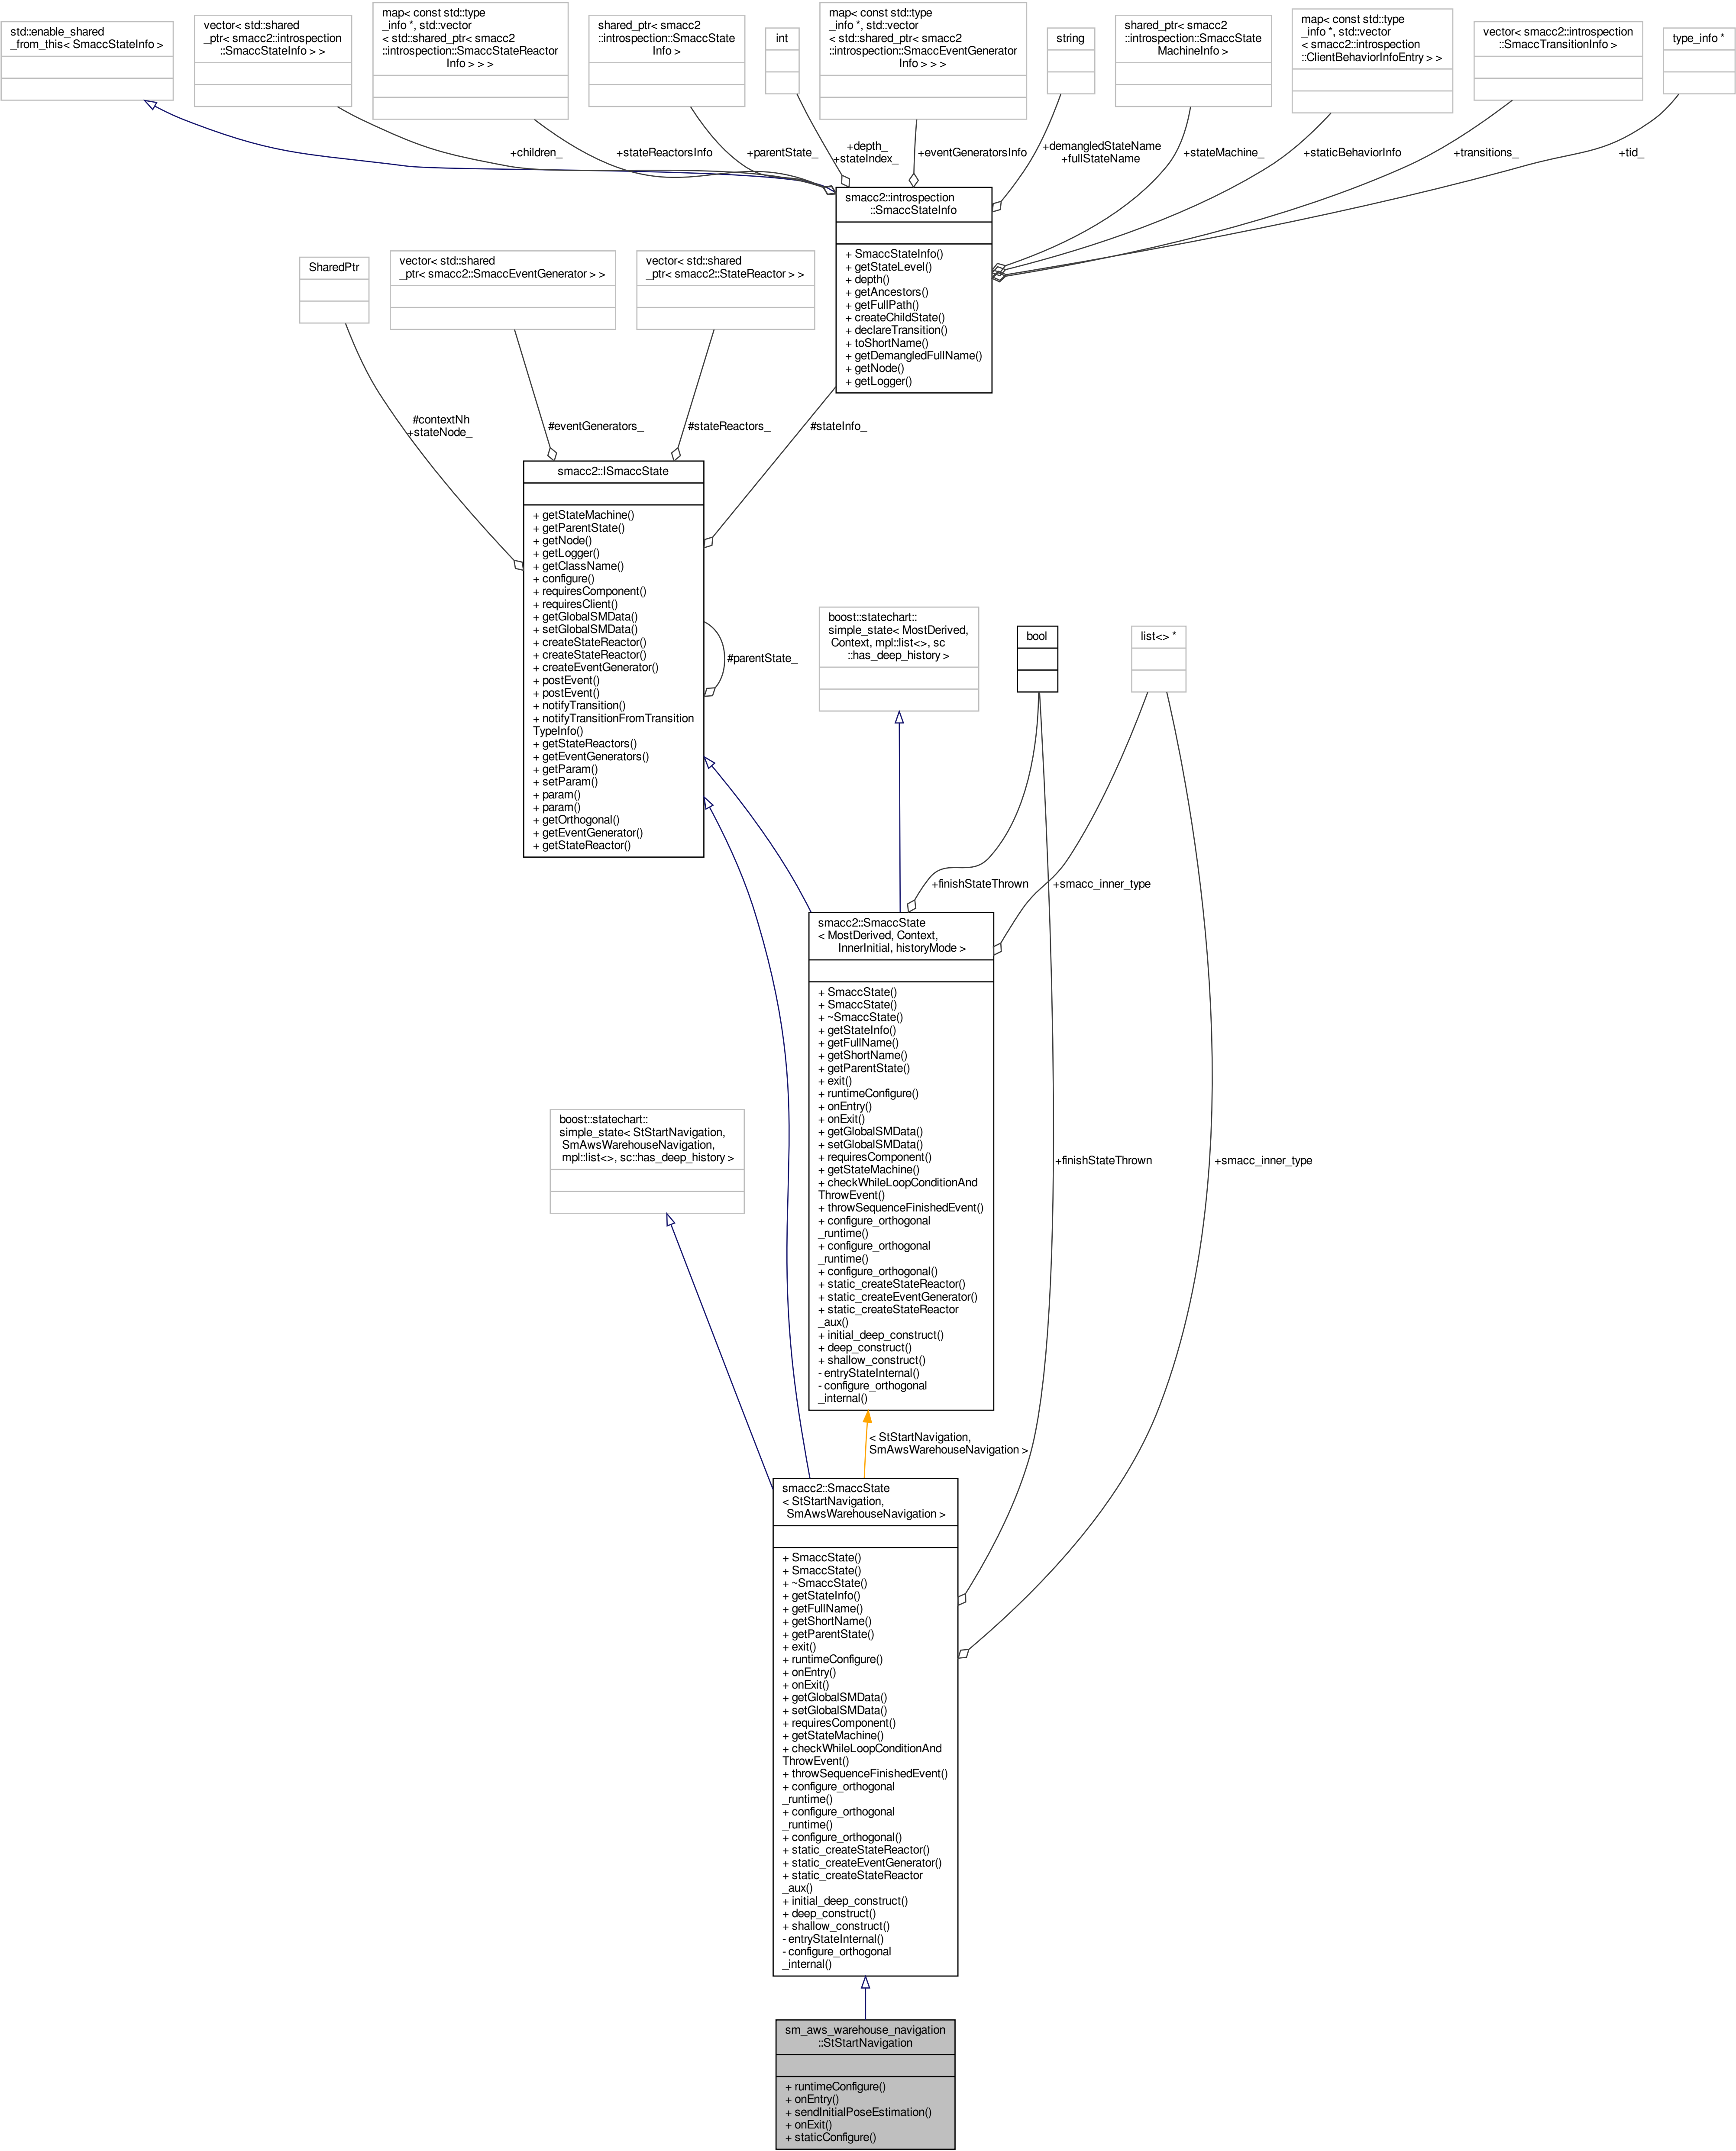 std::enable_shared
_from_this< SmaccStateInfo >
vector< std::shared
_ptr< smacc2::introspection
::SmaccStateInfo > >
map< const std::type
_info *, std::vector
< std::shared_ptr< smacc2
::introspection::SmaccStateReactor
Info > > >
shared_ptr< smacc2
::introspection::SmaccState
Info >
int
map< const std::type
_info *, std::vector
< std::shared_ptr< smacc2
::introspection::SmaccEventGenerator
Info > > >
string
shared_ptr< smacc2
::introspection::SmaccState
MachineInfo >
map< const std::type
_info *, std::vector
< smacc2::introspection
::ClientBehaviorInfoEntry > >
vector< smacc2::introspection
::SmaccTransitionInfo >
type_info *
+children_
+stateReactorsInfo
+parentState_
+depth_
+stateIndex_
+eventGeneratorsInfo
+demangledStateName
+fullStateName
+stateMachine_
+staticBehaviorInfo
+transitions_
+tid_
smacc2::introspection
::SmaccStateInfo
+ SmaccStateInfo()
+ getStateLevel()
+ depth()
+ getAncestors()
+ getFullPath()
+ createChildState()
+ declareTransition()
+ toShortName()
+ getDemangledFullName()
+ getNode()
+ getLogger()
SharedPtr
vector< std::shared
_ptr< smacc2::SmaccEventGenerator > >
vector< std::shared
_ptr< smacc2::StateReactor > >
#contextNh
+stateNode_
#eventGenerators_
#stateReactors_
#stateInfo_
smacc2::ISmaccState
+ getStateMachine()
+ getParentState()
+ getNode()
+ getLogger()
+ getClassName()
+ configure()
+ requiresComponent()
+ requiresClient()
+ getGlobalSMData()
+ setGlobalSMData()
+ createStateReactor()
+ createStateReactor()
+ createEventGenerator()
+ postEvent()
+ postEvent()
+ notifyTransition()
+ notifyTransitionFromTransition
TypeInfo()
+ getStateReactors()
+ getEventGenerators()
+ getParam()
+ setParam()
+ param()
+ param()
+ getOrthogonal()
+ getEventGenerator()
+ getStateReactor()
#parentState_
boost::statechart::
simple_state< MostDerived,
Context, mpl::list<>, sc
::has_deep_history >
bool
list<> *
+finishStateThrown
+smacc_inner_type
smacc2::SmaccState
< MostDerived, Context,
InnerInitial, historyMode >
+ SmaccState()
+ SmaccState()
+ ~SmaccState()
+ getStateInfo()
+ getFullName()
+ getShortName()
+ getParentState()
+ exit()
+ runtimeConfigure()
+ onEntry()
+ onExit()
+ getGlobalSMData()
+ setGlobalSMData()
+ requiresComponent()
+ getStateMachine()
+ checkWhileLoopConditionAnd
ThrowEvent()
+ throwSequenceFinishedEvent()
+ configure_orthogonal
_runtime()
+ configure_orthogonal
_runtime()
+ configure_orthogonal()
+ static_createStateReactor()
+ static_createEventGenerator()
+ static_createStateReactor
_aux()
+ initial_deep_construct()
+ deep_construct()
+ shallow_construct()
- entryStateInternal()
- configure_orthogonal
_internal()
boost::statechart::
simple_state< StStartNavigation,
SmAwsWarehouseNavigation,
mpl::list<>, sc::has_deep_history >
+finishStateThrown
+smacc_inner_type
< StStartNavigation,
SmAwsWarehouseNavigation >
smacc2::SmaccState
< StStartNavigation,
SmAwsWarehouseNavigation >
+ SmaccState()
+ SmaccState()
+ ~SmaccState()
+ getStateInfo()
+ getFullName()
+ getShortName()
+ getParentState()
+ exit()
+ runtimeConfigure()
+ onEntry()
+ onExit()
+ getGlobalSMData()
+ setGlobalSMData()
+ requiresComponent()
+ getStateMachine()
+ checkWhileLoopConditionAnd
ThrowEvent()
+ throwSequenceFinishedEvent()
+ configure_orthogonal
_runtime()
+ configure_orthogonal
_runtime()
+ configure_orthogonal()
+ static_createStateReactor()
+ static_createEventGenerator()
+ static_createStateReactor
_aux()
+ initial_deep_construct()
+ deep_construct()
+ shallow_construct()
- entryStateInternal()
- configure_orthogonal
_internal()
sm_aws_warehouse_navigation
::StStartNavigation
+ runtimeConfigure()
+ onEntry()
+ sendInitialPoseEstimation()
+ onExit()
+ staticConfigure()